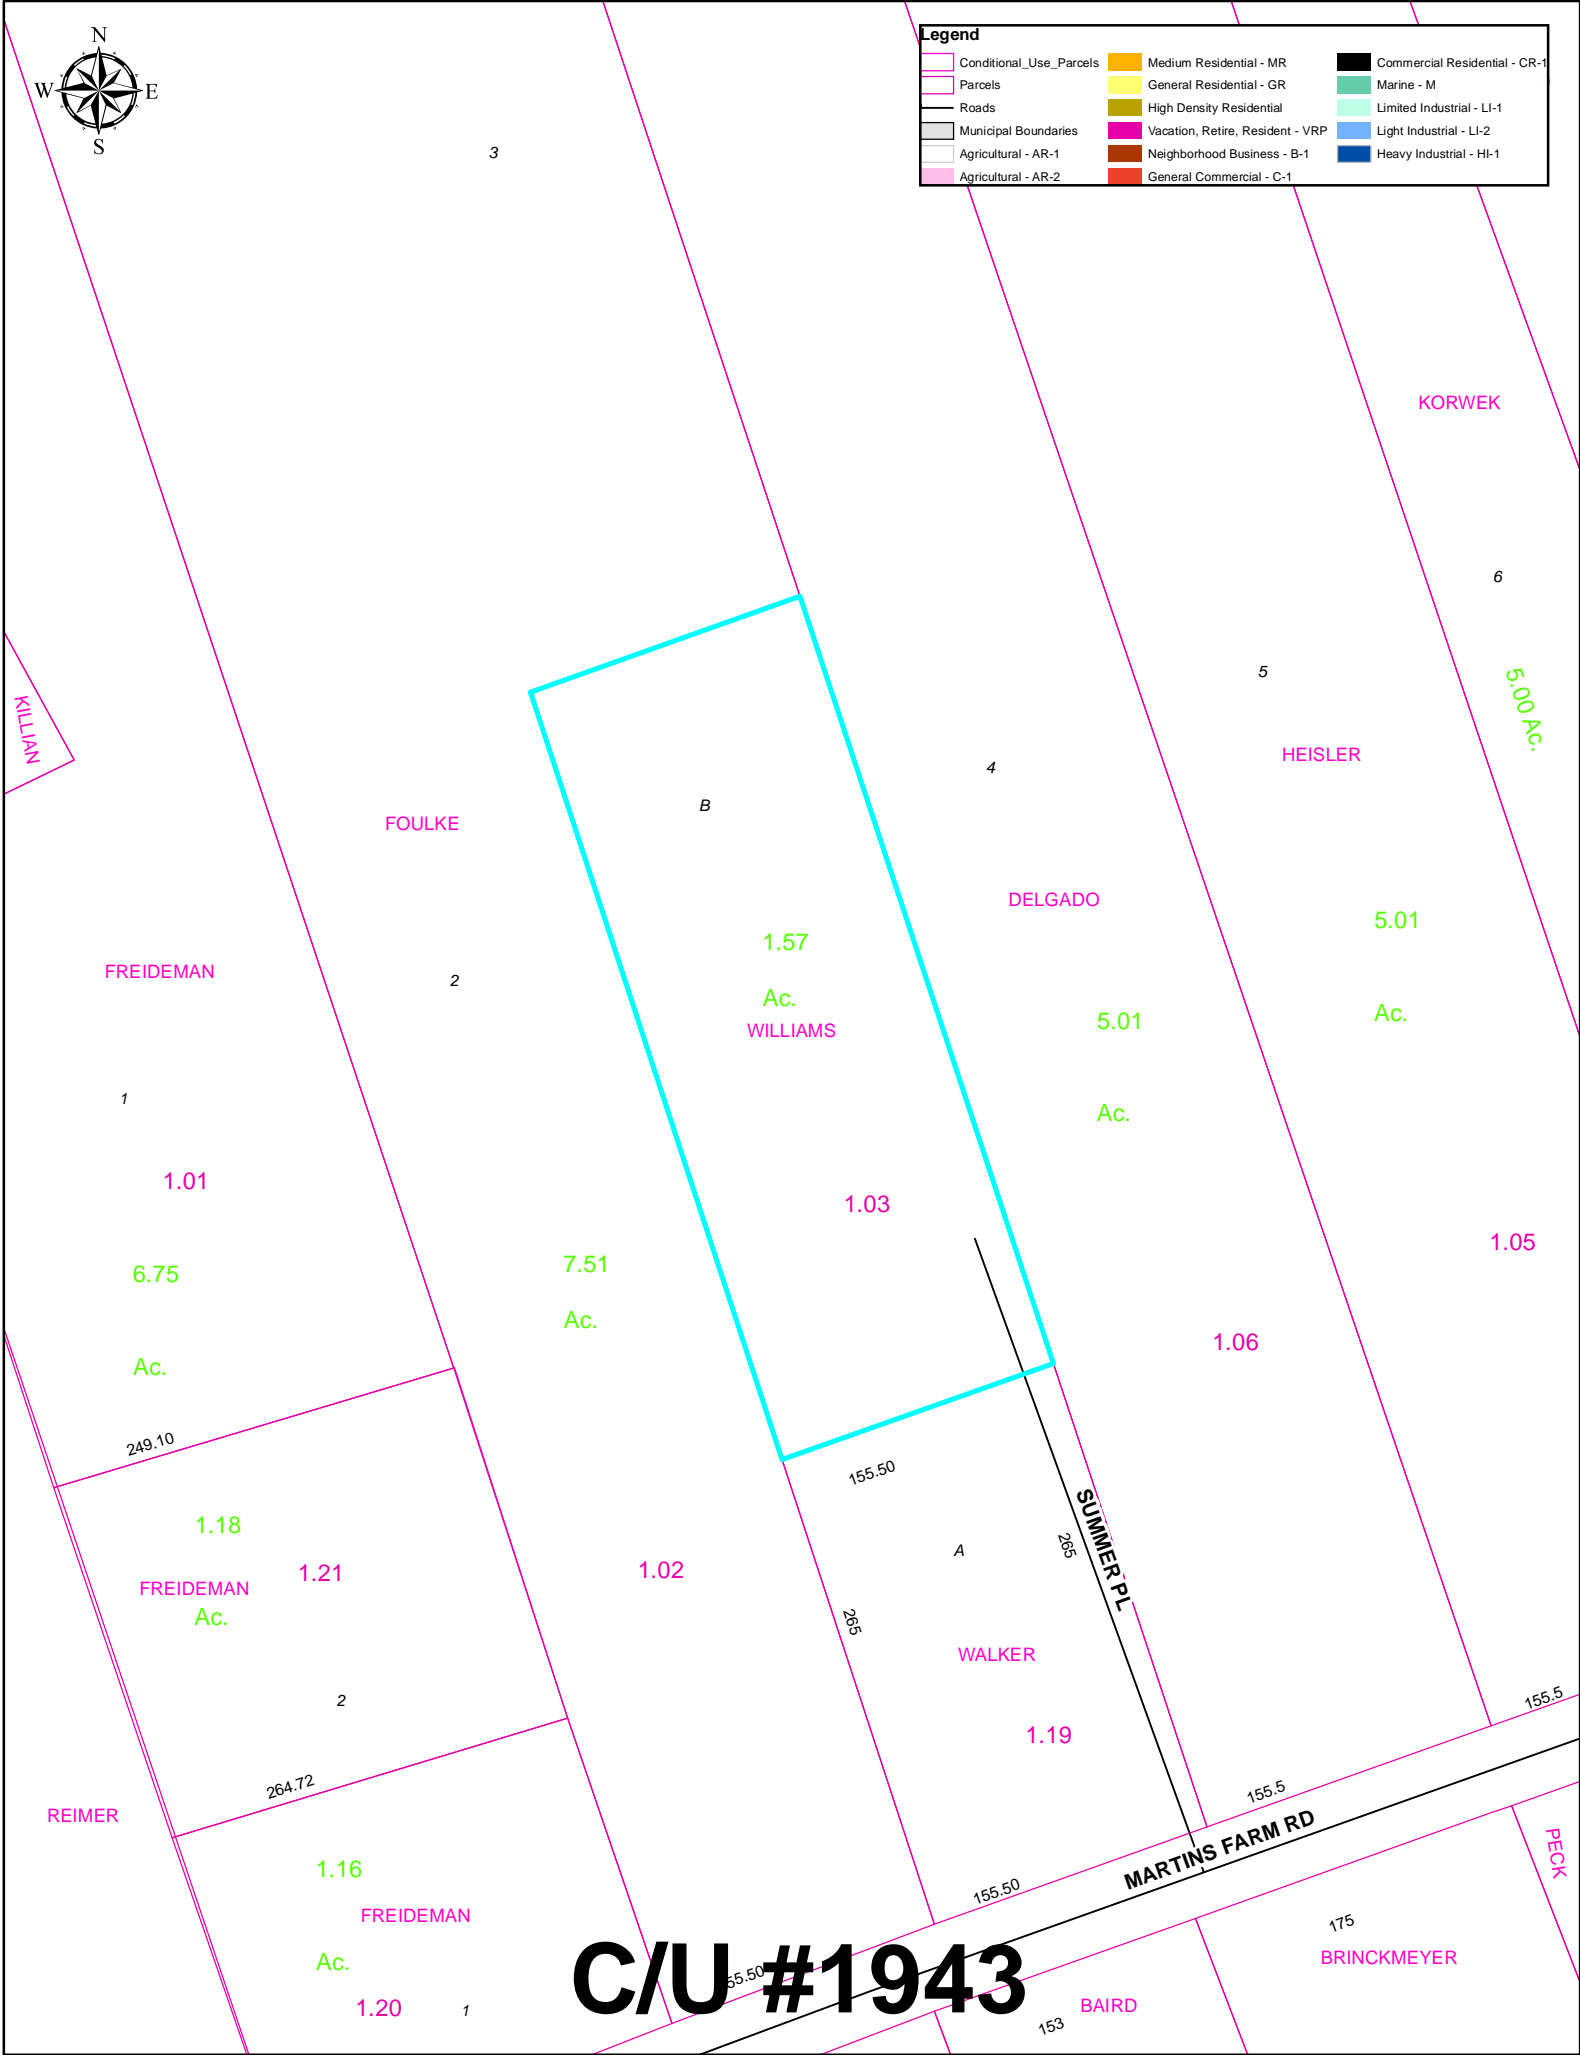 N
W E
S
Legend
Conditional_Use_Parcels
Parcels
Roads
Municipal Boundaries
Agricultural - AR-1
Agricultural - AR-2
Medium Residential - MR
General Residential - GR
High Density Residential
Vacation, Retire, Resident - VRP
Neighborhood Business - B-1
General Commercial - C-1
Commercial Residential - CR-1
Marine - M
Limited Industrial - LI-1
Light Industrial - LI-2
Heavy Industrial - HI-1
3
KORWEK
6
5
5.00 Ac.
KILLIAN
HEISLER
4
B
FOULKE
DELGADO
5.01
Ac.
1.57
Ac.
WILLIAMS
FREIDEMAN
2
5.01
Ac.
1
1.01
1.03
1.05
6.75
Ac.
7.51
Ac.
1.06
249.10
155.50
1.18
FREIDEMAN
Ac.
1.21
1.02
A
265
SUMMER PL
265
WALKER
2
1.19
155.5
264.72
155.5
REIMER
MARTINS FARM RD
PECK
1.16
FREIDEMAN
155.50
175
BRINCKMEYER
Ac.
55.50
C/U #1943
1.20
1
BAIRD
153